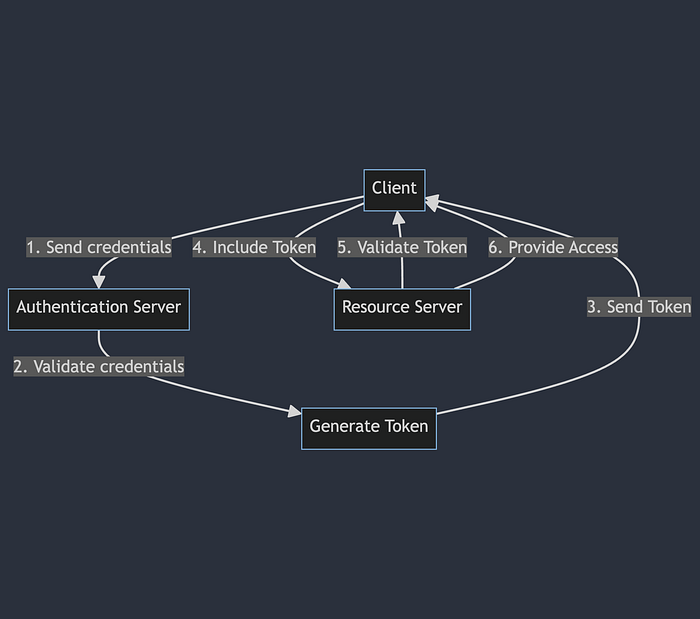 Client
1. Send credentials
4. Include Token
5. Validate Token
6. Provide Access
Authentication Server
Resource Server
3. Send Token
2. Validate credentials
Generate Token